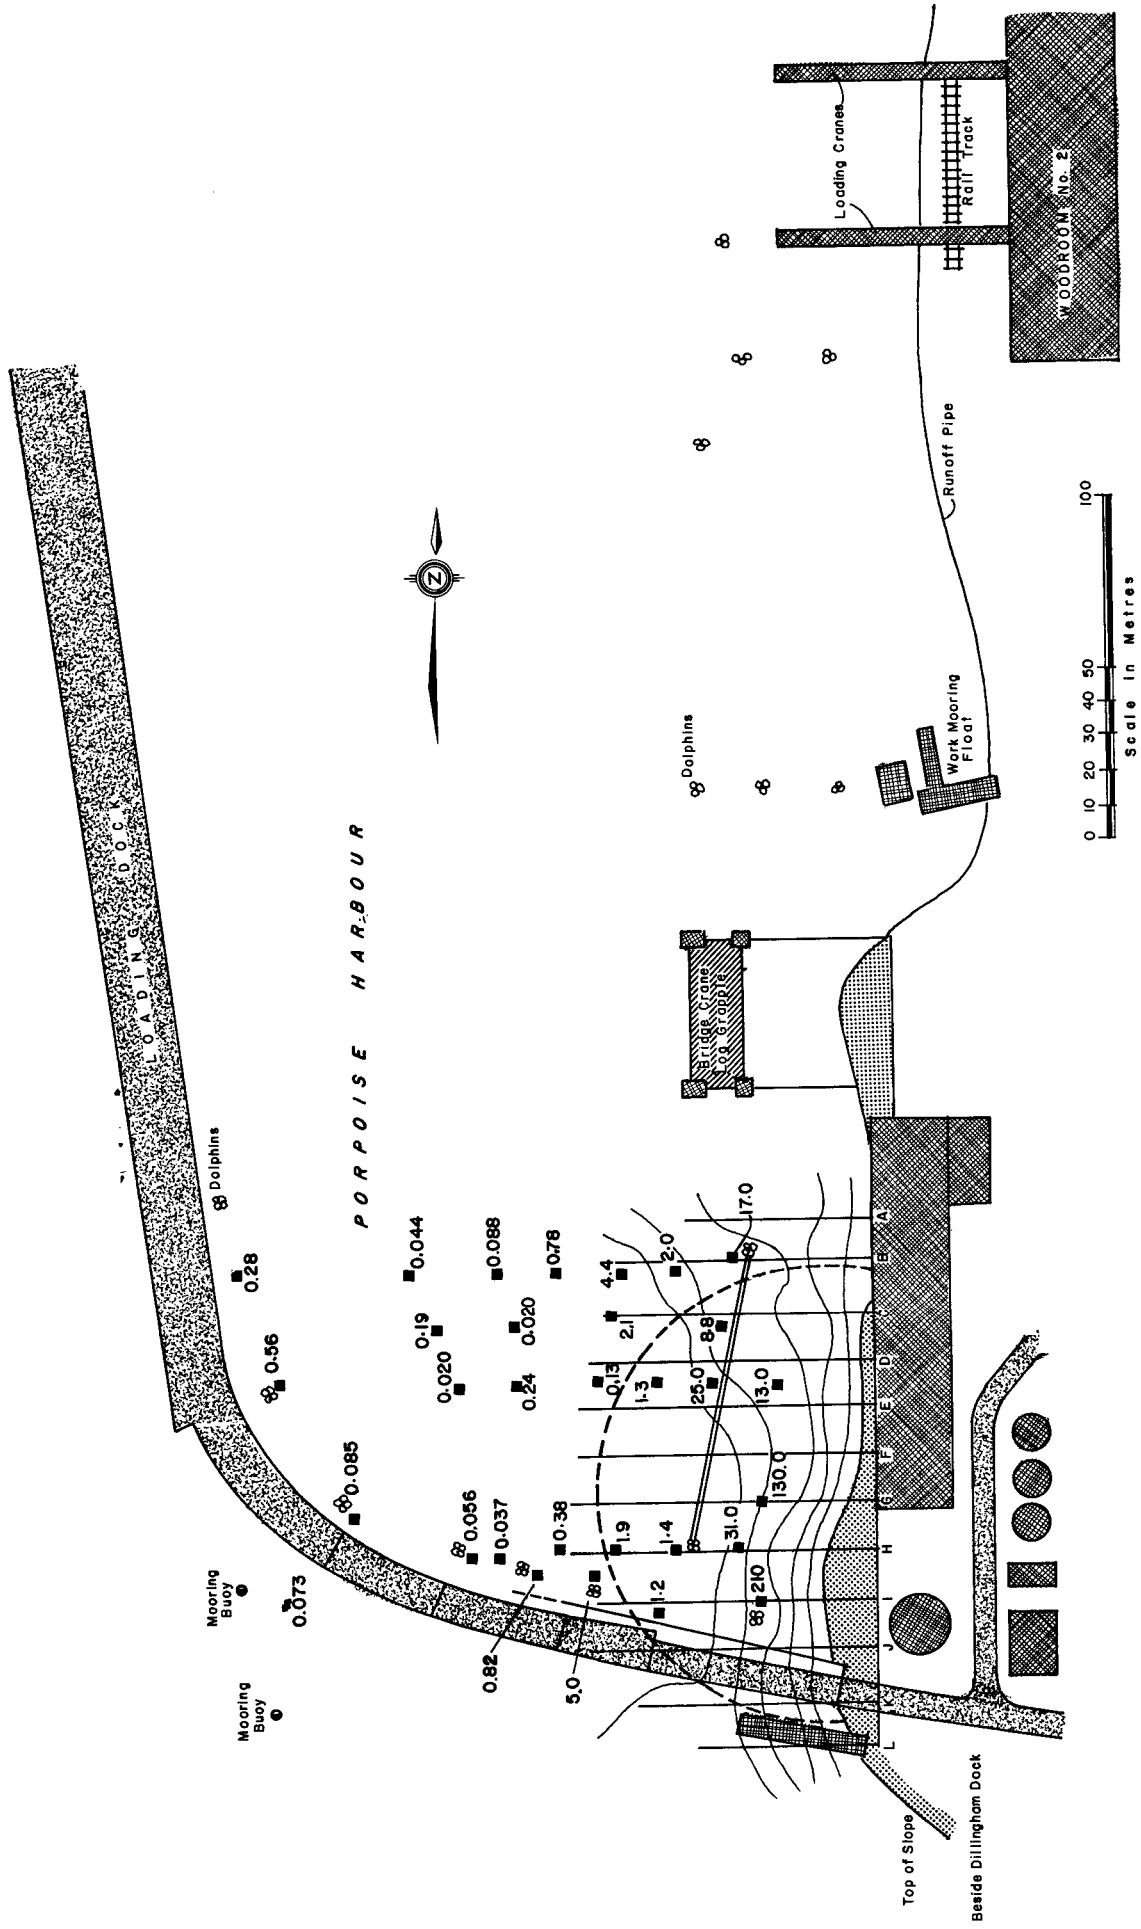 LOADING DOCK
PORPOISE HARBOUR
Mooring
Buoy
Mooring
Buoy
Dolphins
Dolphins
N
Loading Cranes
Rail Track
WOODROOM No. 2
Runoff Pipe
Work Mooring
Float
Bridge Crane
Log Grapple
0.073
0.085
0.56
0.28
0.056
0.037
0.38
0.82
5.0
0.020
0.19
0.044
0.24
0.020
0.088
0.78
1.9
1.4
31.0
1.2
210
130.0
0.13
1.3
25.0
13.0
2.1
8.8
4.4
2.0
17.0
L
K
J
I
H
G
F
E
D
B
A
Top of Slope
Beside Dillingham Dock
0 10 20 30 40 50 100
Scale In Metres